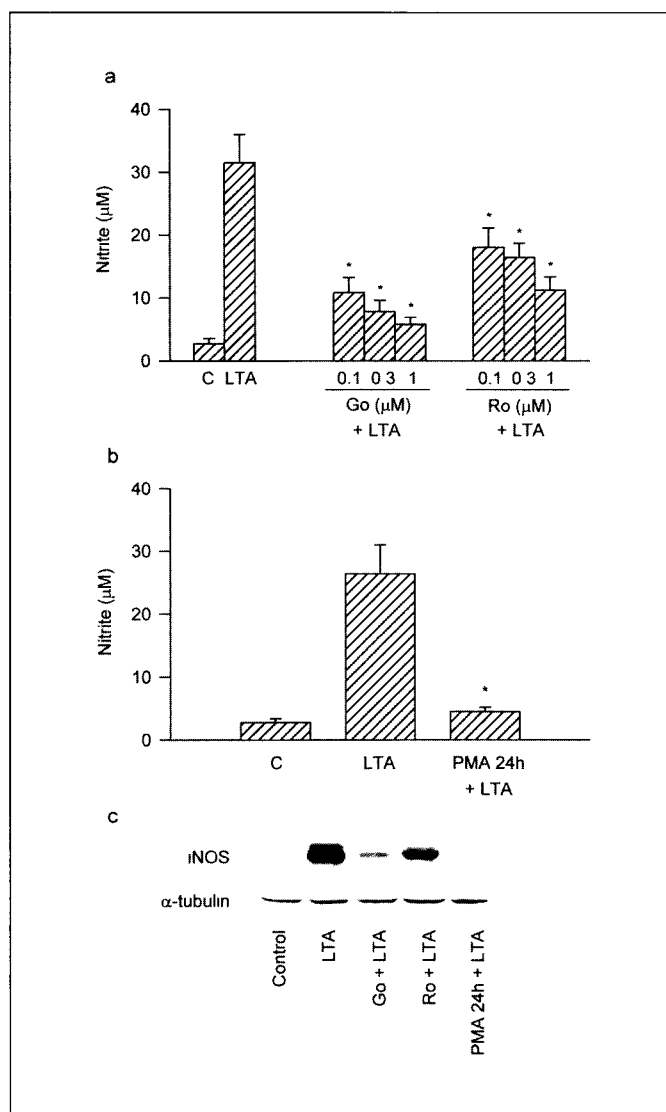 a
40
30
20
10
0
Nitrite (μM)
*
*
*
*
*
*
C LTA
0.1 0 3 1
0.1 0 3 1
Go (μM)
+ LTA
Ro (μM)
+ LTA
b
40
30
20
10
0
Nitrite (μM)
*
C
LTA
PMA 24h
+ LTA
c
iNOS
α-tubulin
Control
LTA
Go + LTA
Ro + LTA
PMA 24h + LTA